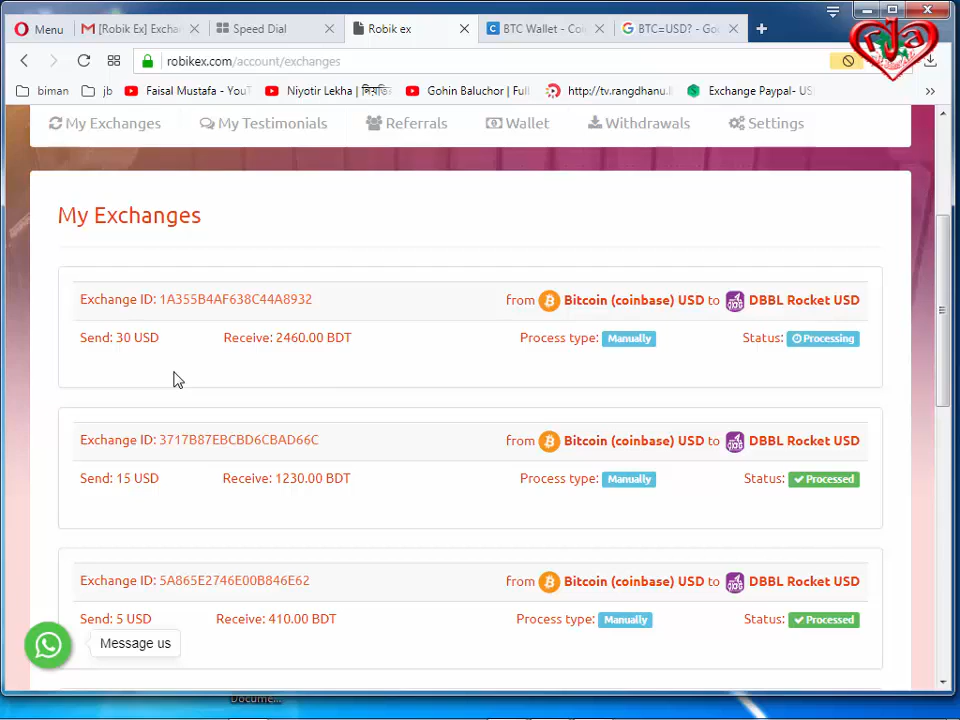 Menu
[Robik Ex] Excha
Speed Dial
Robik ex
BTC Wallet - Coi
BTC=USD? - Goo
robikex.com/account/exchanges
biman
jb
Faisal Mustafa - YouT
Niyotir Lekha | নিয়তির
Gohin Baluchor | Full
http://tv.rangdhanu.l
Exchange Paypal- US
My Exchanges
My Testimonials
Referrals
Wallet
Withdrawals
Settings
My Exchanges
Exchange ID: 1A355B4AF638C44A8932
from Bitcoin (coinbase) USD to DBBL Rocket USD
Send: 30 USD
Receive: 2460.00 BDT
Process type: Manually
Status: Processing
Exchange ID: 3717B87EBCBD6CBAD66C
from Bitcoin (coinbase) USD to DBBL Rocket USD
Send: 15 USD
Receive: 1230.00 BDT
Process type: Manually
Status: Processed
Exchange ID: 5A865E2746E00B846E62
from Bitcoin (coinbase) USD to DBBL Rocket USD
Send: 5 USD
Receive: 410.00 BDT
Process type: Manually
Status: Processed
Message us
Docume...